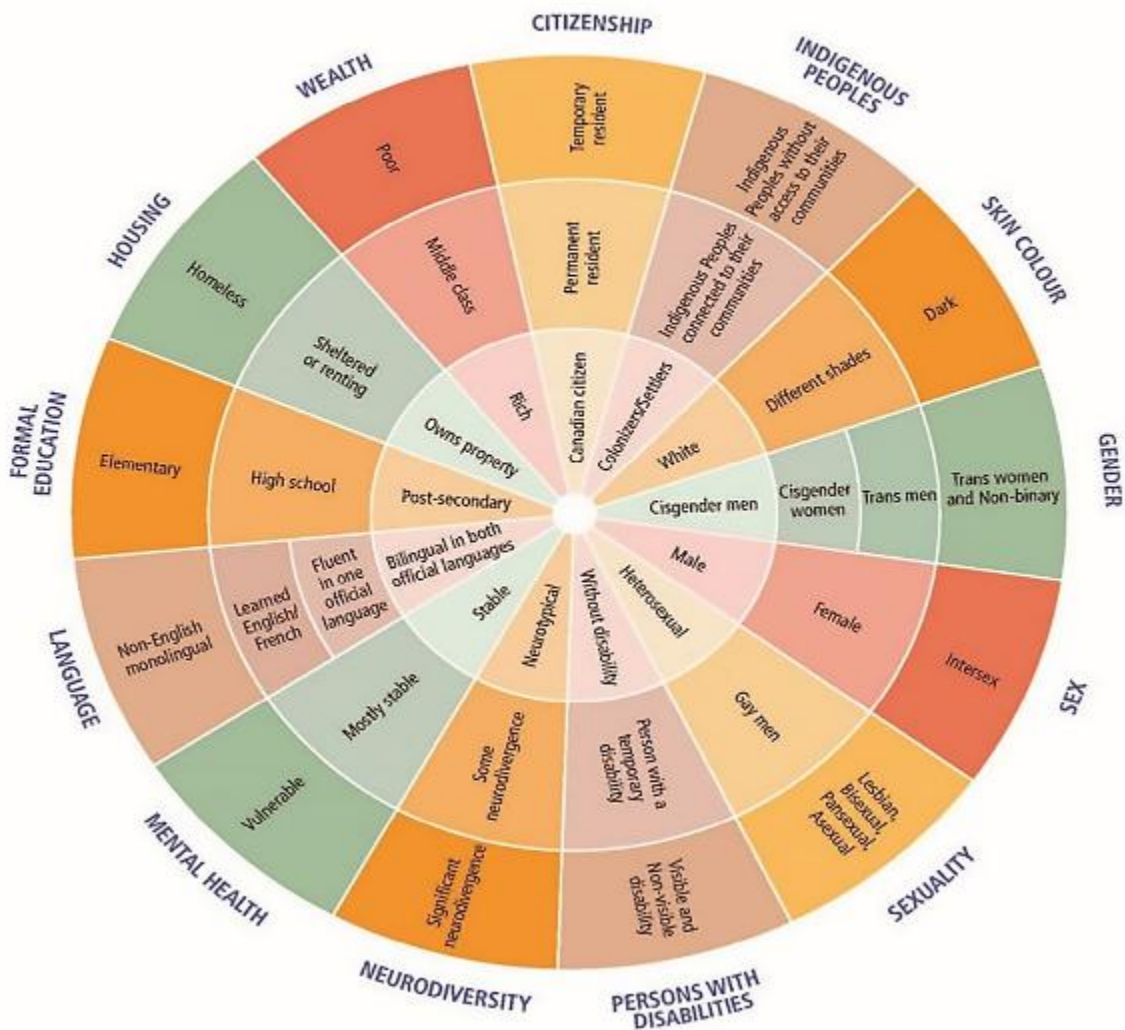 CITIZENSHIP
Temporary
resident
Permanent
resident
Canadian citizen
INDIGENOUS
PEOPLES
Indigenous
Peoples without
access to their
communities
Indigenous Peoples
connected to their
communities
Colonizers/Settlers
SKIN COLOUR
Dark
Different shades
White
GENDER
Trans women
and Non-binary
Trans men
Cisgender
women
Cisgender men
SEX
Intersex
Female
Male
SEXUALITY
Lesbian,
Bisexual,
Pansexual,
Asexual
Gay men
Heterosexual
PERSONS WITH
DISABILITIES
Visible and
Non-visible
disability
Person with a
temporary
disability
Without disability
NEURODIVERSITY
Significant
neurodivergence
Some
neurodivergence
Neurotypical
MENTAL HEALTH
Vulnerable
Mostly stable
Stable
LANGUAGE
Non-English
monolingual
Learned
English/
French
Fluent
in one
official
language
Bilingual in both
official languages
FORMAL
EDUCATION
Elementary
High school
Post-secondary
HOUSING
Homeless
Sheltered
or renting
Owns property
WEALTH
Poor
Middle class
Rich